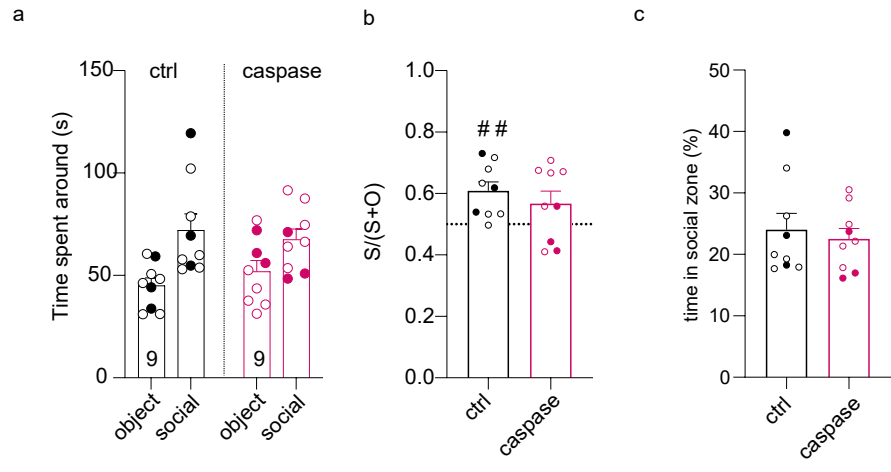 a
Time spent around (s)
150
100
50
0
ctrl
caspase
9
9
object
social
object
social
b
S/(S+O)
1.0
0.8
0.6
0.4
0.2
0.0
##
ctrl
caspase
c
time in social zone (%)
50
40
30
20
10
0
ctrl
caspase